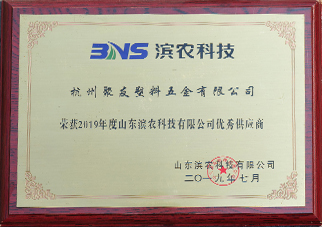 BNS 滨农科技
杭州聚友塑料五金有限公司
荣获2019年度山东滨农科技有限公司优秀供应商
山东滨农科技有限公司
二〇一九年七月